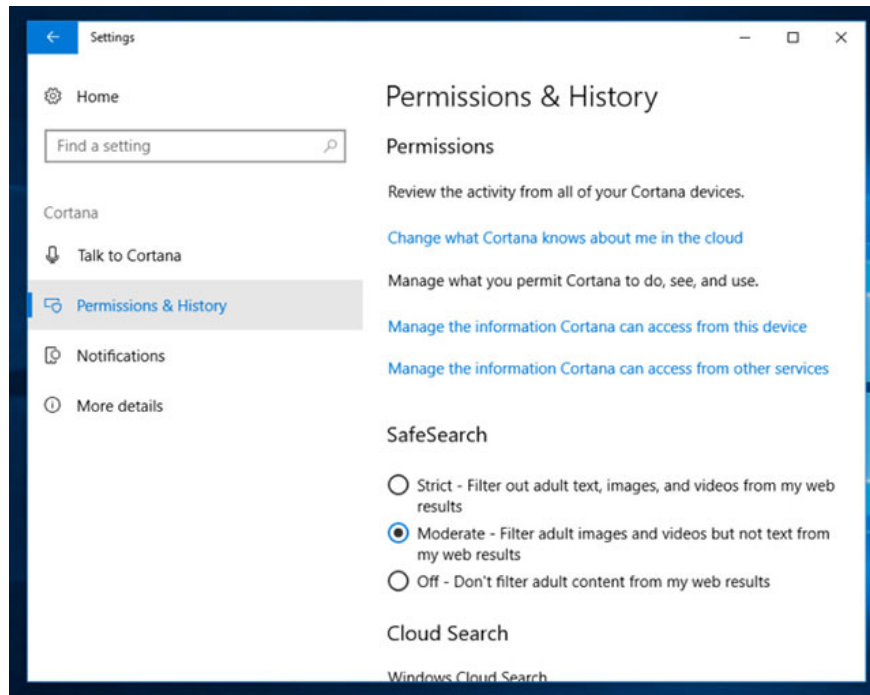 Settings
Home
Find a setting
Cortana
Talk to Cortana
Permissions & History
Notifications
More details
Permissions & History
Permissions
Review the activity from all of your Cortana devices.
Change what Cortana knows about me in the cloud
Manage what you permit Cortana to do, see, and use.
Manage the information Cortana can access from this device
Manage the information Cortana can access from other services
SafeSearch
Strict - Filter out adult text, images, and videos from my web
results
Moderate - Filter adult images and videos but not text from
my web results
Off - Don't filter adult content from my web results
Cloud Search
Windows Cloud Search